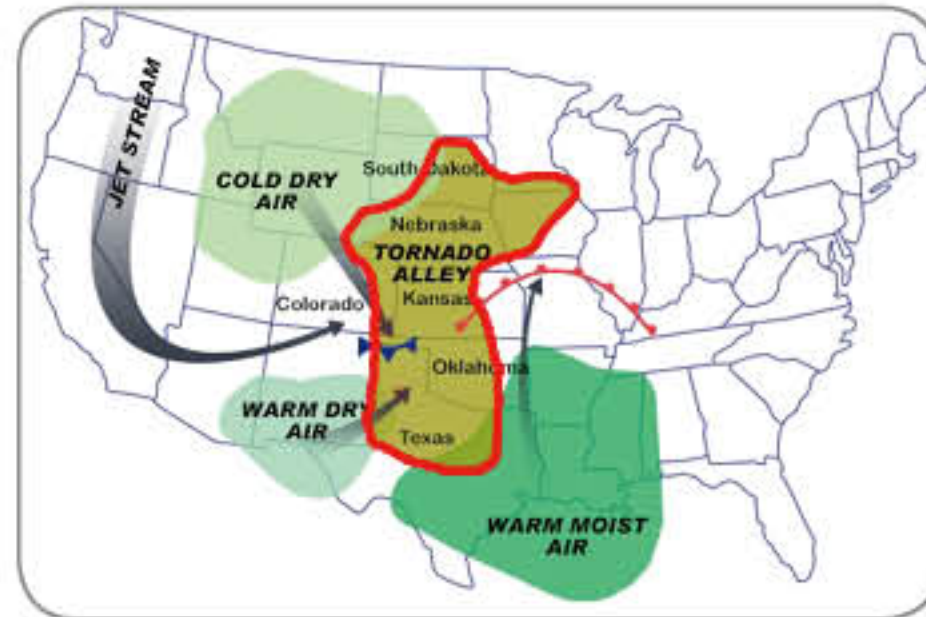 JET STREAM
COLD DRY
AIR
South Dakota
Nebraska
TORNADO
ALLEY
Colorado
Kansas
Oklahoma
WARM DRY
AIR
Texas
WARM MOIST
AIR